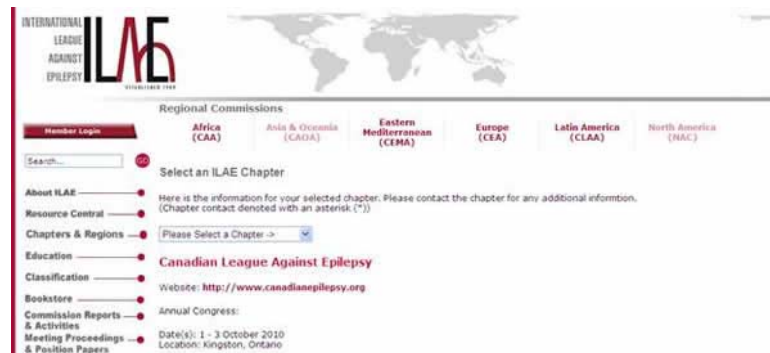 INTERNATIONAL
LEAGUE
AGAINST
EPILEPSY
ILAE
ESTABLISHED 1909
Regional Commissions
Africa
(CAA)
Asia & Oceania
(CAOA)
Eastern
Mediterranean
(CEMA)
Europe
(CEA)
Latin America
(CLAA)
North America
(NAC)
Member Login
Search...
GO
About ILAE
Resource Central
Chapters & Regions
Education
Classification
Bookstore
Commission Reports
& Activities
Meeting Proceedings
& Position Papers
Select an ILAE Chapter
Here is the information for your selected chapter. Please contact the chapter for any additional informtion.
(Chapter contact denoted with an asterisk (*))
Please Select a Chapter ->
Canadian League Against Epilepsy
Website: http://www.canadianepilepsy.org
Annual Congress:
Date(s): 1 - 3 October 2010
Location: Kingston, Ontario